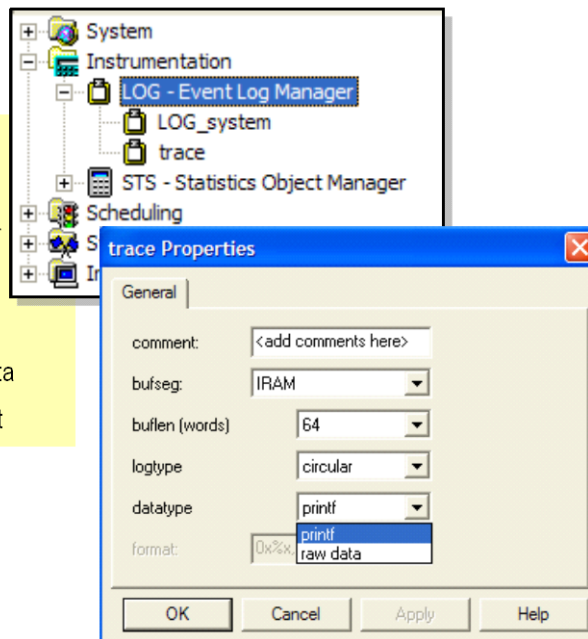 System
Instrumentation
LOG - Event Log Manager
LOG_system
trace
STS - Statistics Object Manager
Scheduling
S
trace Properties
General
comment: <add comments here>
bufseg: IRAM
buflen (words) 64
logtype circular
datatype printf
printf
raw data
format: 0x%x,
OK Cancel Apply Help